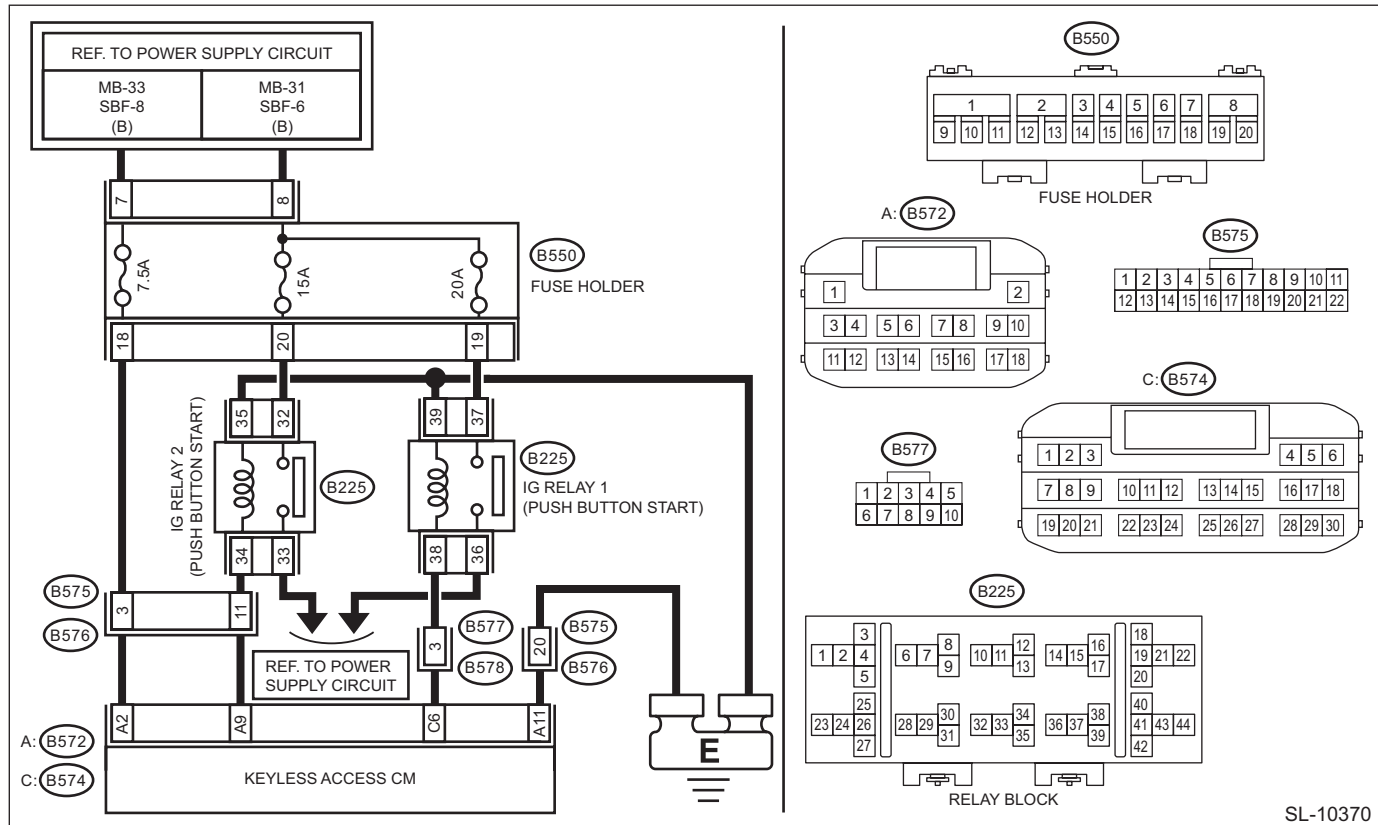 REF. TO POWER SUPPLY CIRCUIT
MB-33 MB-31
SBF-8 SBF-6
(B) (B)
7 8
7.5A 15A 20A
B550
FUSE HOLDER
18 20 19
35 32 39 37
IG RELAY 2
(PUSH BUTTON START)
B225
B225
IG RELAY 1
(PUSH BUTTON START)
34 33 38 36
B575
B576
3 11
REF. TO POWER
SUPPLY CIRCUIT
3
B577
B578
20
B575
B576
A2 A9 C6 A11
A: B572
C: B574
KEYLESS ACCESS CM
E
B550
1 2 3 4 5 6 7 8
9 10 11 12 13 14 15 16 17 18 19 20
FUSE HOLDER
A: B572
1 2
3 4 5 6 7 8 9 10
11 12 13 14 15 16 17 18
B575
1 2 3 4 5 6 7 8 9 10 11
12 13 14 15 16 17 18 19 20 21 22
C: B574
1 2 3 4 5 6
7 8 9 10 11 12 13 14 15 16 17 18
19 20 21 22 23 24 25 26 27 28 29 30
B577
1 2 3 4 5
6 7 8 9 10
B225
3 8 12 16 18
1 2 4 6 7 10 11 14 15 19 21 22
5 9 13 17 20
25 30 34 38 40
23 24 26 28 29 32 33 36 37 41 43 44
27 31 35 39 42
RELAY BLOCK
SL-10370